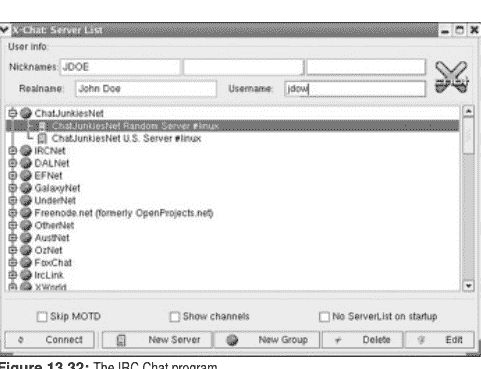 X-Chat: Server List
User info:
Nicknames: JDOE
Realname: John Doe Username: jdow
ChatJunkiesNet
ChatJunkiesNet Random Server #linux
ChatJunkiesNet U.S. Server #linux
IRCNet
DALNet
EFNet
GalaxyNet
UnderNet
Freenode.net (formerly OpenProjects.net)
OtherNet
AustNet
OzNet
FoxChat
IrcLink
XWorld
Skip MOTD Show channels No ServerList on startup
Connect New Server New Group Delete Edit
Figure 13.32: The IRC Chat program